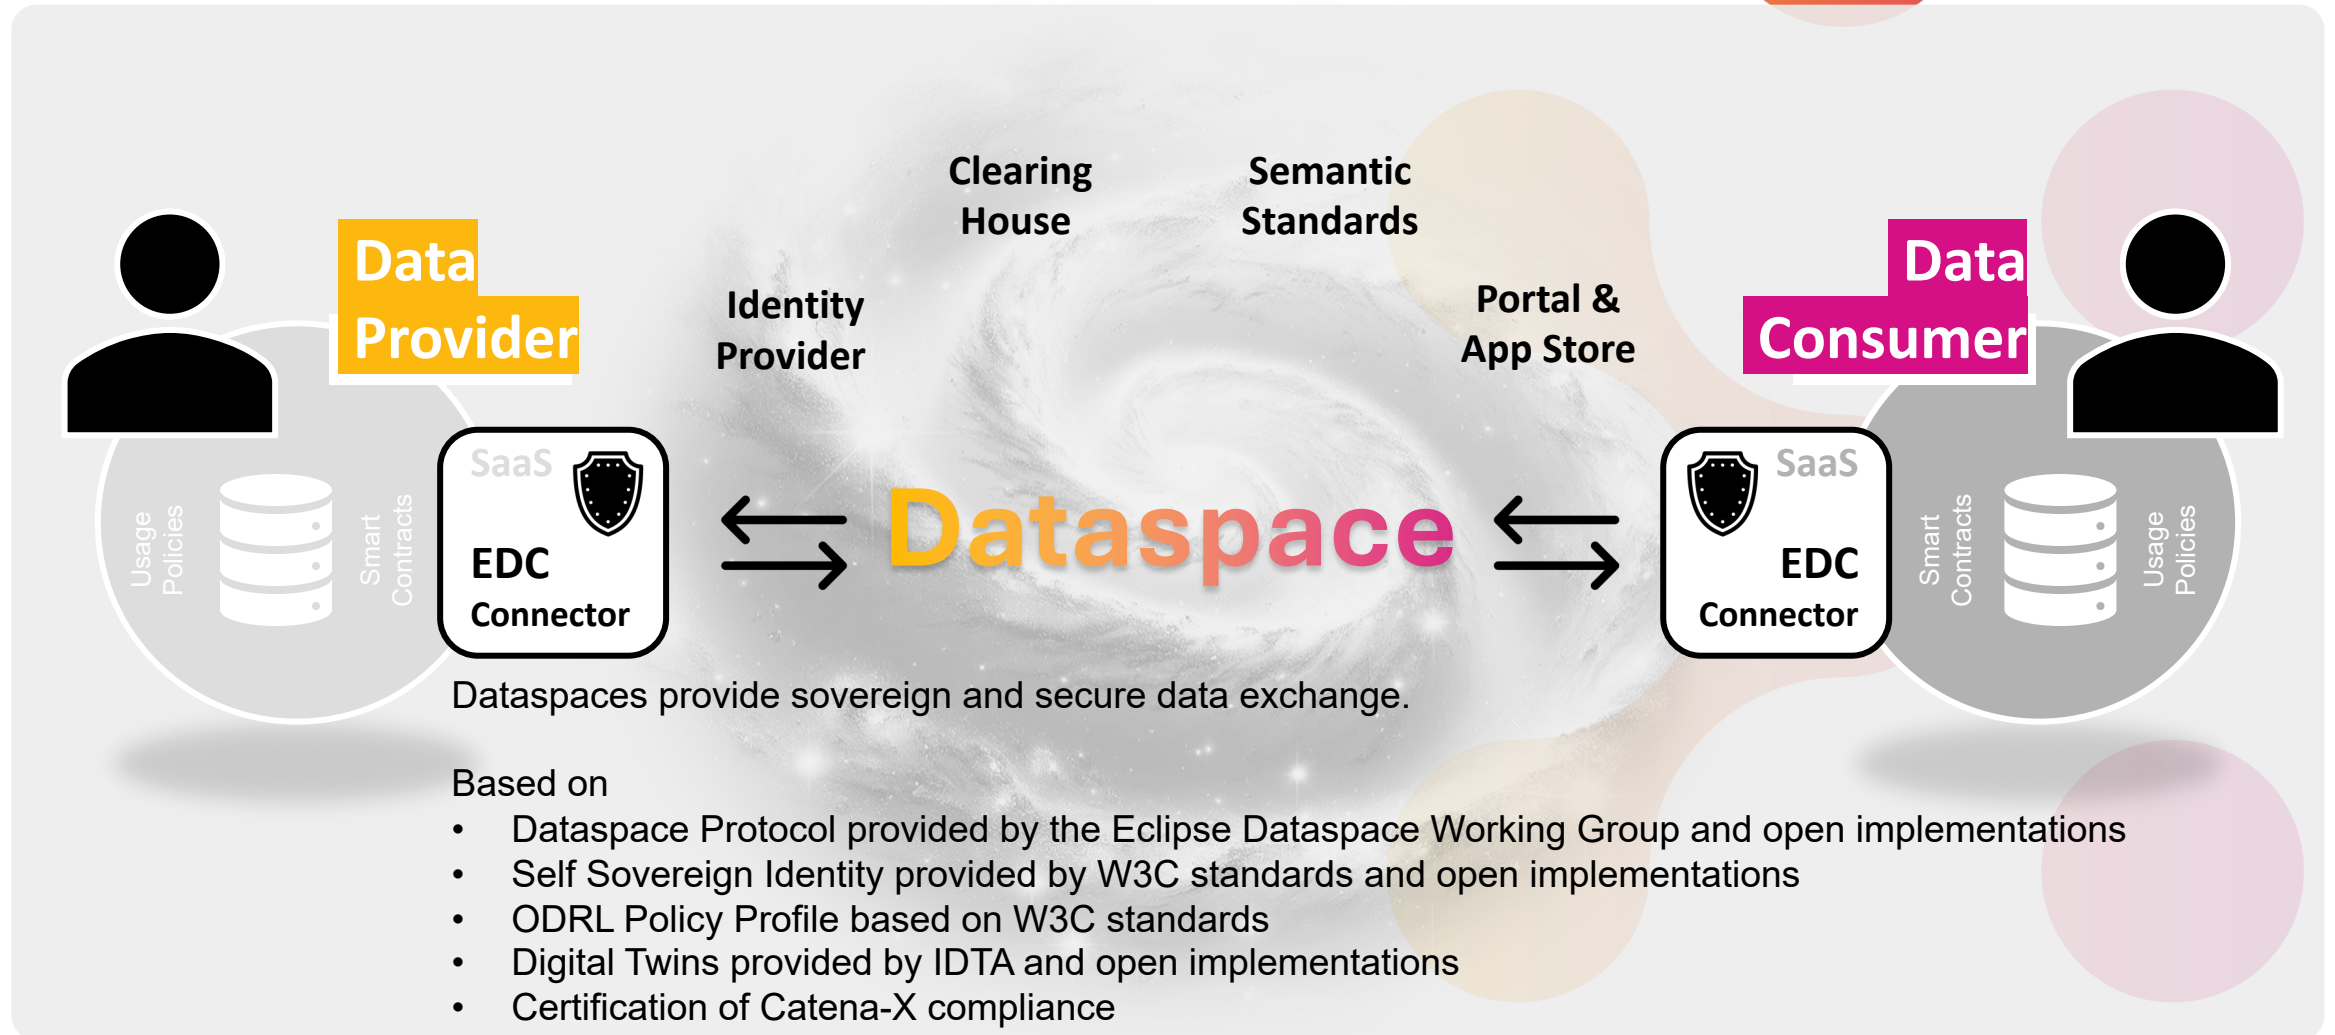 Clearing
House
Semantic
Standards
Data
Provider
Identity
Provider
Portal &
App Store
Data
Consumer
Usage
Policies
Smart
Contracts
SaaS
EDC
Connector
Dataspace
SaaS
EDC
Connector
Smart
Contracts
Usage
Policies
Dataspaces provide sovereign and secure data exchange.
Based on
• Dataspace Protocol provided by the Eclipse Dataspace Working Group and open implementations
• Self Sovereign Identity provided by W3C standards and open implementations
• ODRL Policy Profile based on W3C standards
• Digital Twins provided by IDTA and open implementations
• Certification of Catena-X compliance